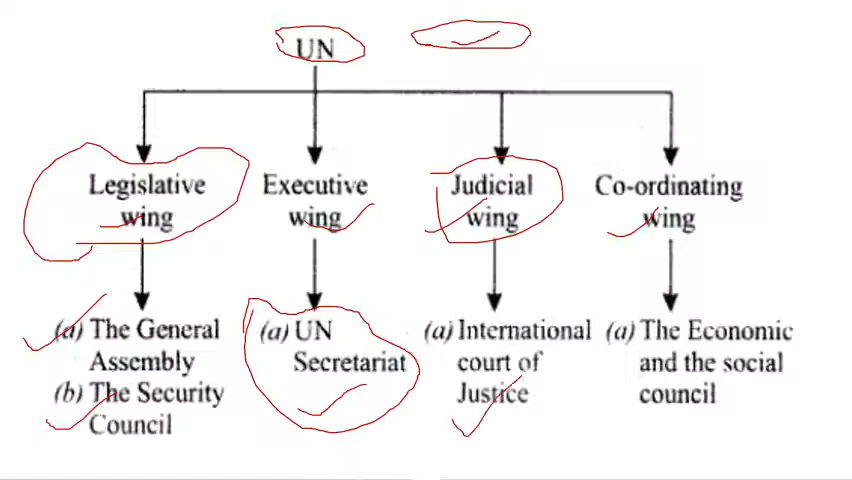 UN
Legislative wing
Executive wing
Judicial wing
Co-ordinating wing
(a) The General Assembly
(b) The Security Council
(a) UN Secretariat
(a) International court of Justice
(a) The Economic and the social council